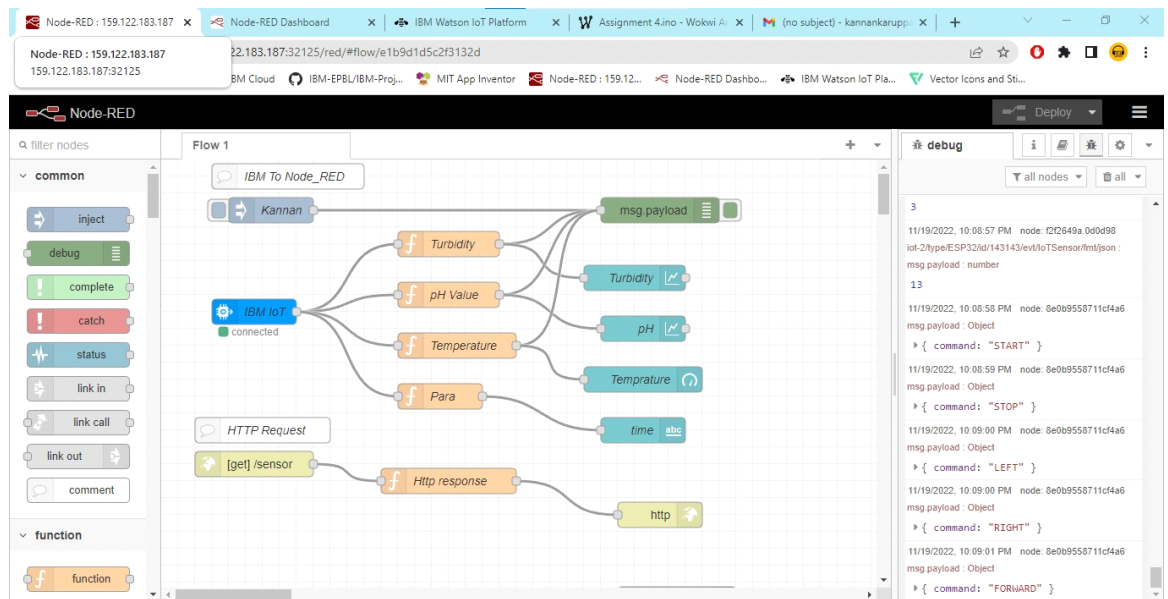 Node-RED : 159.122.183.187
Node-RED Dashboard
IBM Watson IoT Platform
Assignment 4.ino - Wokwi
(no subject) - kannankarupp
Node-RED : 159.122.183.187
159.122.183.187:32125
22.183.187:32125/red/#flow/e1b9d1d5c2f3132d
BM Cloud
IBM-EPBL/IBM-Proj...
MIT App Inventor
Node-RED : 159.12...
Node-RED Dashbo...
IBM Watson IoT Pla...
Vector Icons and Sti...
Node-RED
Deploy
filter nodes
common
inject
debug
complete
catch
status
link in
link call
link out
comment
function
function
Flow 1
IBM To Node_RED
Kannan
msg.payload
Turbidity
Turbidity
pH Value
IBM IoT
connected
pH
Temperature
Temprature
Para
time
abc
HTTP Request
[get] /sensor
Http response
http
debug
i
all nodes
all
3
11/19/2022, 10:08:57 PM node: f2f2649a.0d0d98
iot-2/type/ESP32/id/143143/evt/IoTSensor/fmt/json :
msg.payload : number
13
11/19/2022, 10:08:58 PM node: 8e0b9558711cf4a6
msg.payload : Object
{ command: "START" }
11/19/2022, 10:08:59 PM node: 8e0b9558711cf4a6
msg.payload : Object
{ command: "STOP" }
11/19/2022, 10:09:00 PM node: 8e0b9558711cf4a6
msg.payload : Object
{ command: "LEFT" }
11/19/2022, 10:09:00 PM node: 8e0b9558711cf4a6
msg.payload : Object
{ command: "RIGHT" }
11/19/2022, 10:09:01 PM node: 8e0b9558711cf4a6
msg.payload : Object
{ command: "FORWARD" }